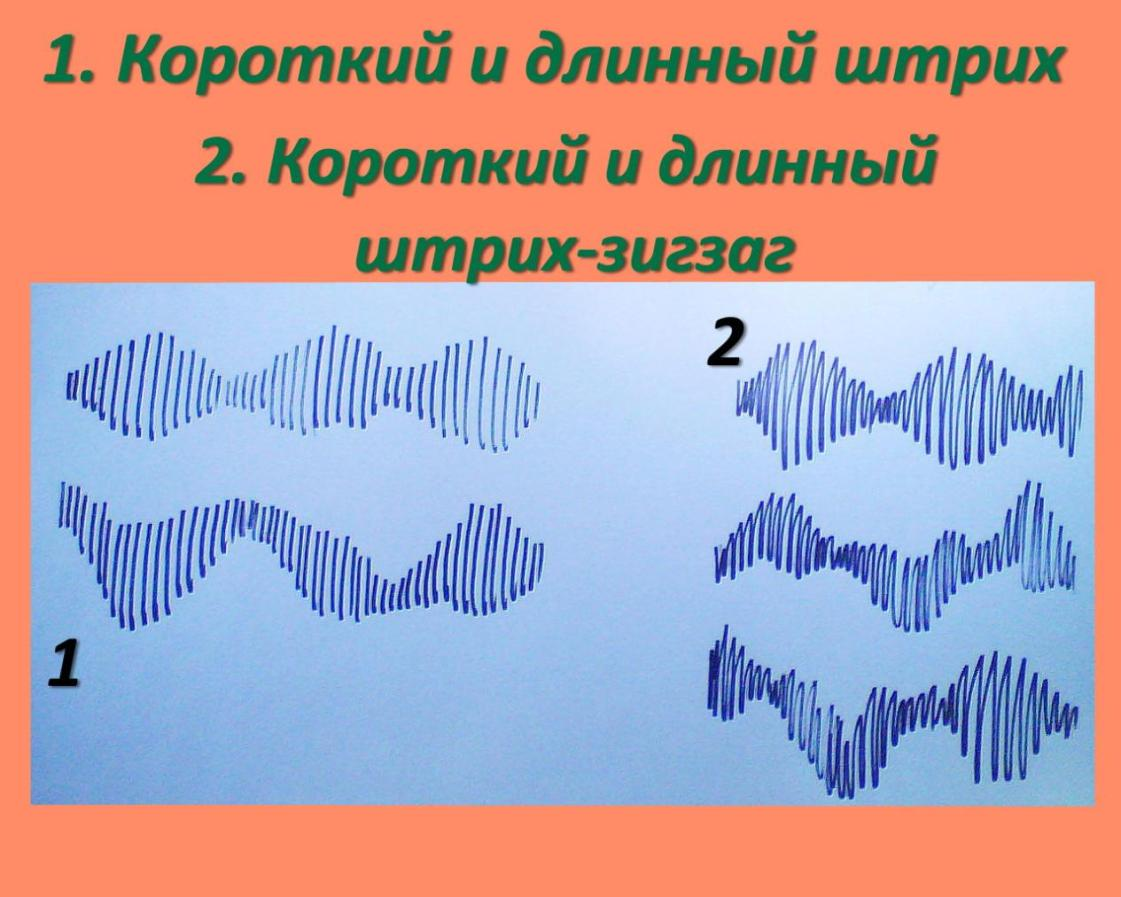 1. Короткий и длинный штрих
2. Короткий и длинный
штрих-зигзаг
2
1